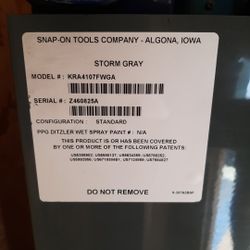 SNAP-ON TOOLS COMPANY - ALGONA, IOWA
STORM GRAY
MODEL # : KRA4107FWGA
SERIAL # : Z460825A
CONFIGURATION : STANDARD
PPG DITZLER WET SPRAY PAINT # : N/A
THIS PRODUCT IS OR HAS BEEN COVERED
BY ONE OR MORE OF THE FOLLOWING PATENTS:
DO NOT REMOVE